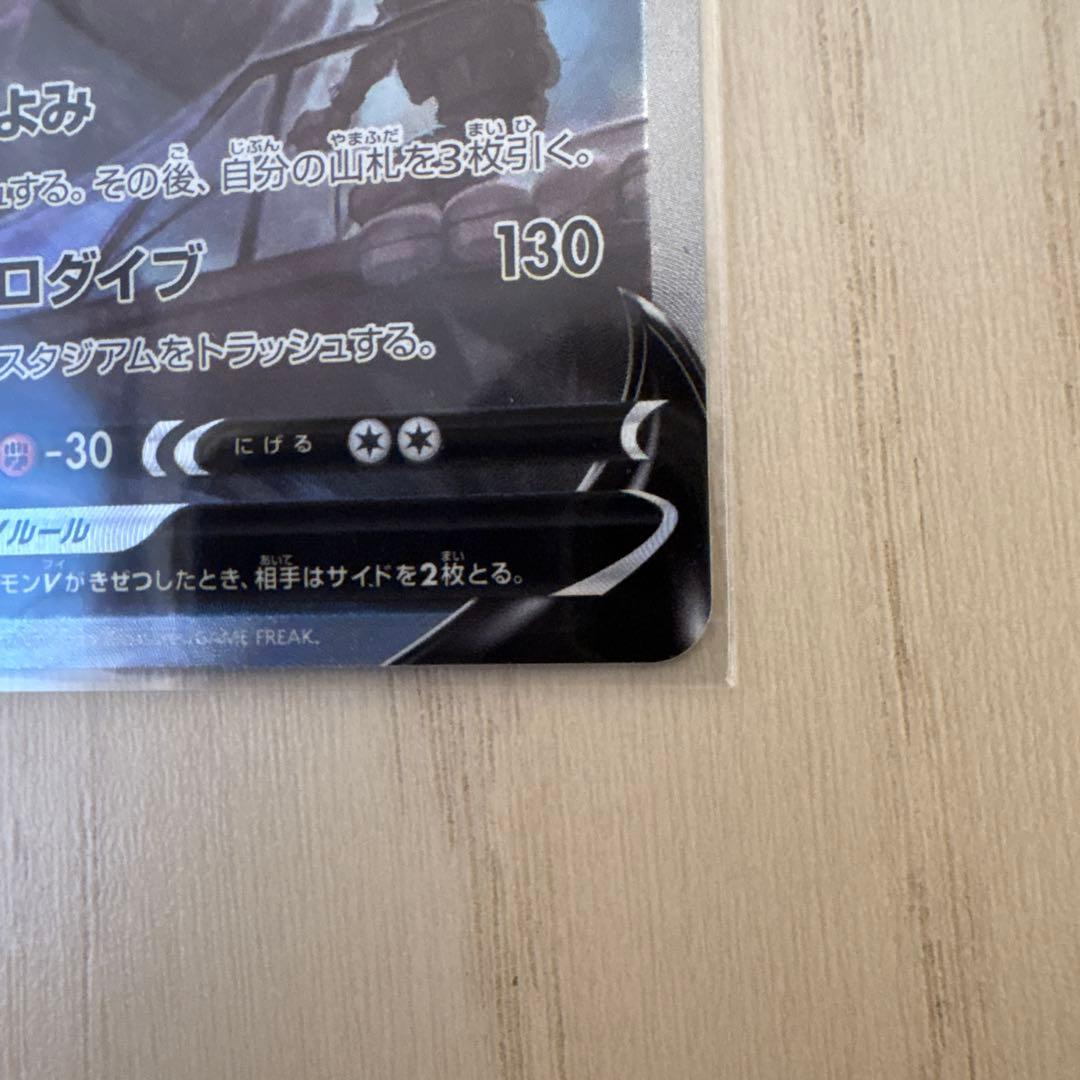 よみ
する。その後、自分の山札を3枚引く。
ロダイブ 130
スタジアムをトラッシュする。
-30 にげる
ルール
モンVがきぜつしたとき、相手はサイドを2枚とる。
GAME FREAK.